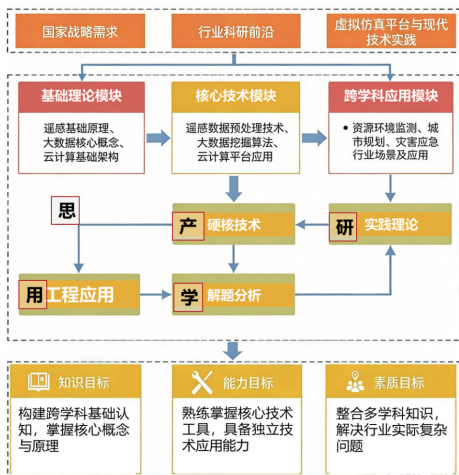 国家战略需求
行业科研前沿
虚拟仿真平台与现代
技术实践
基础理论模块
遥感基础原理、
大数据核心概念、
云计算基础架构
核心技术模块
遥感数据预处理技术、
大数据挖掘算法、
云计算平台应用
跨学科应用模块
• 资源环境监测、城
市规划、灾害应急
行业场景及应用
思
产 硬核技术
研 实践理论
用 工程应用
学 解题分析
知识目标
构建跨学科基础认
知，掌握核心概念
与原理
能力目标
熟练掌握核心技术
工具，具备独立技
术应用能力
素质目标
整合多学科知识，
解决行业实际复杂
问题